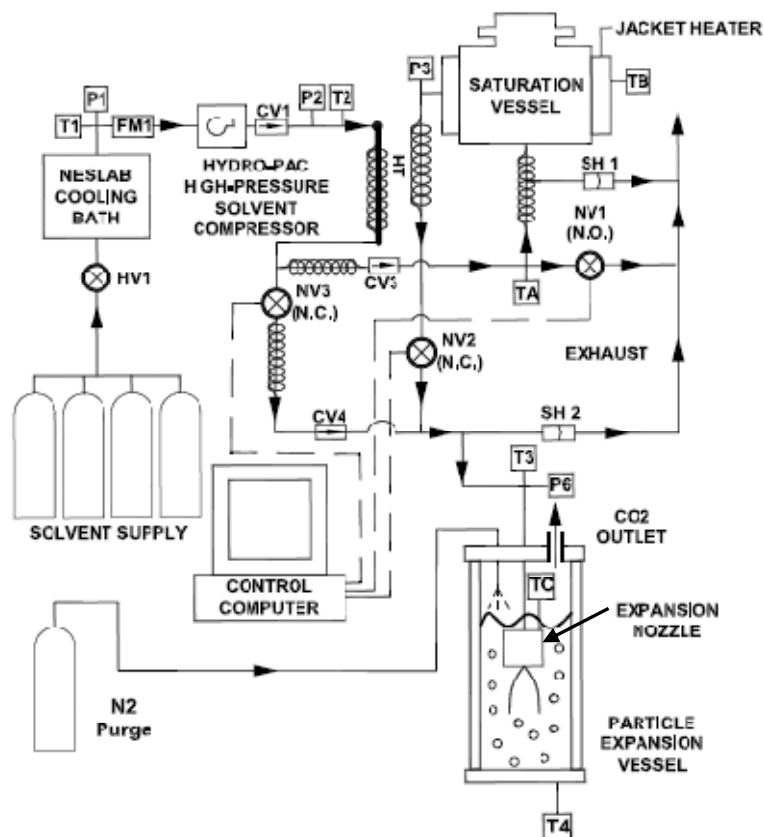 JACKET HEATER
P3
SATURATION
VESSEL
TB
P1
P2
T2
CV1
T1
FM1
HT
SH 1
NESLAB
COOLING
BATH
HYDRO-PAC
HIGH-PRESSURE
SOLVENT
COMPRESSOR
NV1
(N.O.)
HV1
CV3
TA
NV3
(N.C.)
NV2
(N.C.)
EXHAUST
CV4
SH 2
T3
P6
SOLVENT SUPPLY
CO2
OUTLET
CONTROL
COMPUTER
TC
EXPANSION
NOZZLE
N2
Purge
PARTICLE
EXPANSION
VESSEL
T4